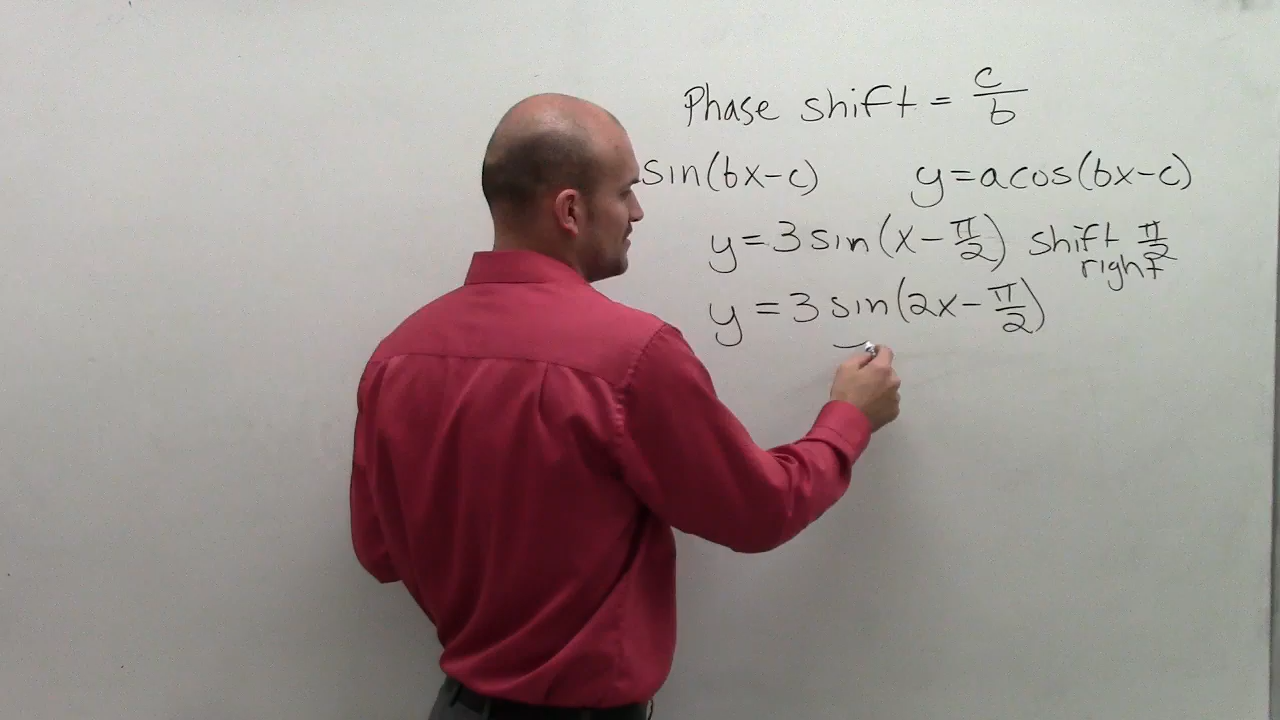 Phase shift = c/b
sin(bx-c) y=acos(bx-c)
y=3sin(x-π/2) shift π/2 right
y=3sin(2x-π/2)